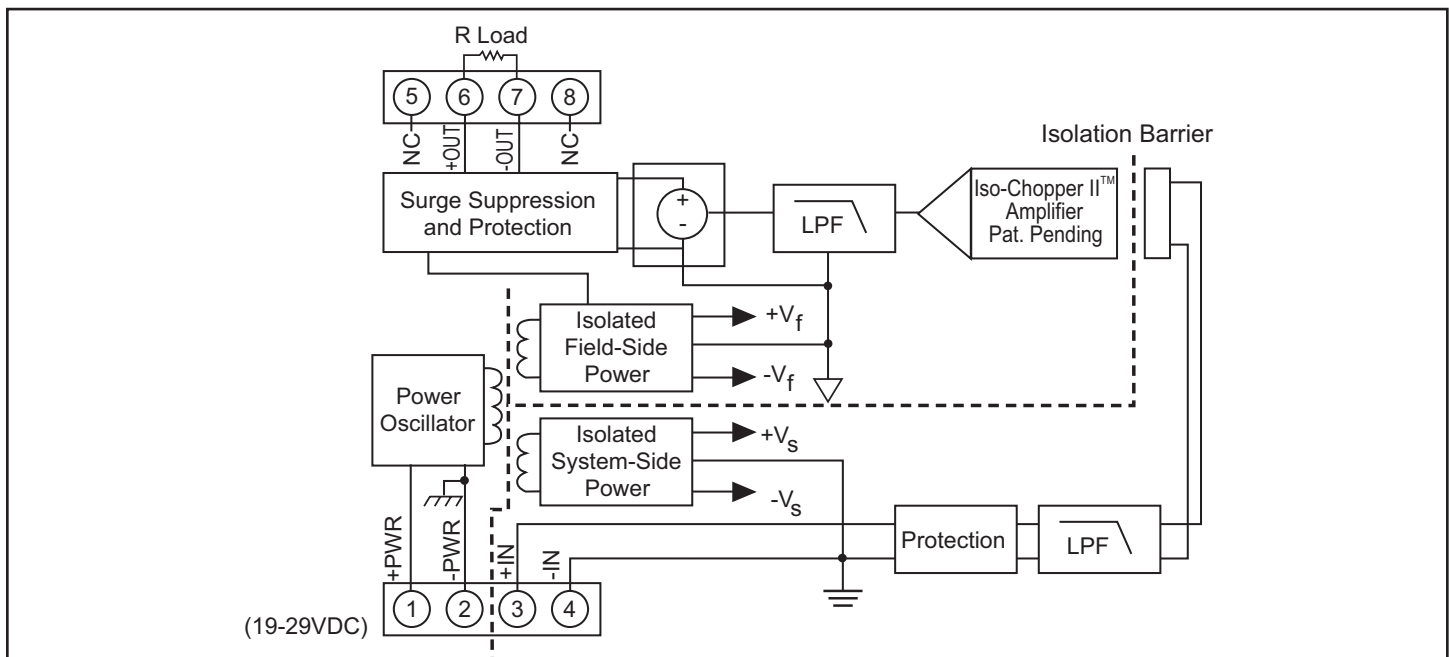 R Load
5 6 7 8
NC
+OUT
-OUT
NC
Isolation Barrier
Surge Suppression
and Protection
+
-
LPF
Iso-Chopper II™
Amplifier
Pat. Pending
Isolated
Field-Side
Power
+Vf
-Vf
Power
Oscillator
Isolated
System-Side
Power
+Vs
-Vs
+PWR
-PWR
+IN
-IN
Protection
LPF
(19-29VDC)
1 2 3 4